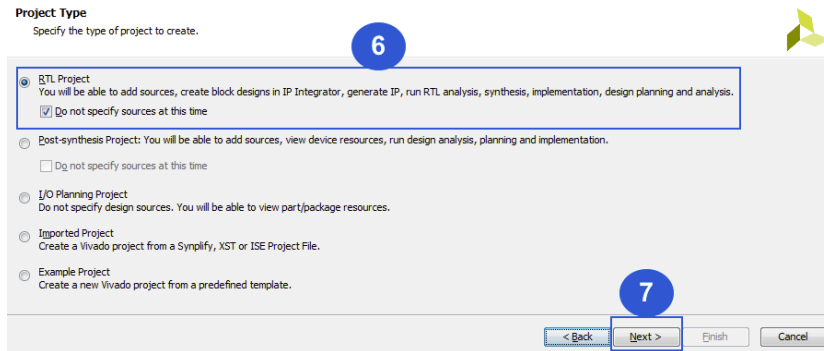 Project Type
Specify the type of project to create.
6
RTL Project
You will be able to add sources, create block designs in IP Integrator, generate IP, run RTL analysis, synthesis, implementation, design planning and analysis.
Do not specify sources at this time
Post-synthesis Project: You will be able to add sources, view device resources, run design analysis, planning and implementation.
Do not specify sources at this time
I/O Planning Project
Do not specify design sources. You will be able to view part/package resources.
Imported Project
Create a Vivado project from a Synplify, XST or ISE Project File.
Example Project
Create a new Vivado project from a predefined template.
7
< Back Next > Finish Cancel